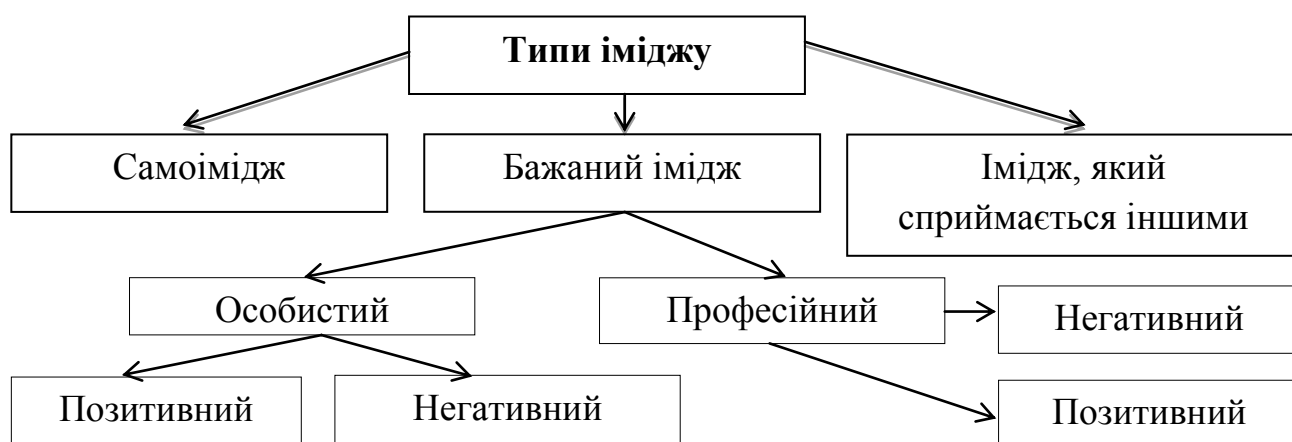 Типи іміджу
Самоімідж
Бажаний імідж
Імідж, який
сприймається іншими
Особистий
Професійний
Негативний
Позитивний
Негативний
Позитивний